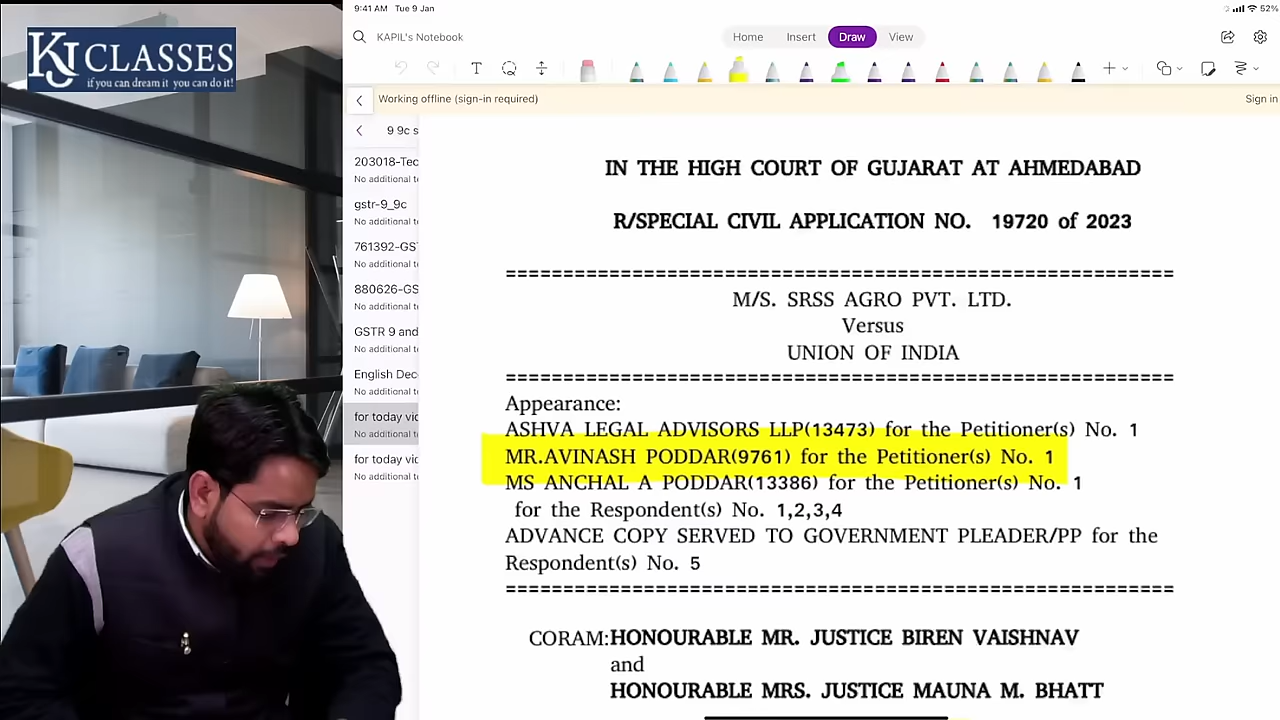 KJ CLASSES
if you can dream it you can do it!
9:41 AM Tue 9 Jan
52%
KAPIL's Notebook
Home Insert Draw View
Working offline (sign-in required)
Sign in
9 9c s
203018-Tec
No additional te
gstr-9_9c
No additional te
761392-GS
No additional te
880626-GS
No additional te
GSTR 9 and
No additional te
English Dec
No additional te
for today vid
No additional te
for today vid
No additional te
IN THE HIGH COURT OF GUJARAT AT AHMEDABAD
R/SPECIAL CIVIL APPLICATION NO. 19720 of 2023
==========================================================
M/S. SRSS AGRO PVT. LTD.
Versus
UNION OF INDIA
==========================================================
Appearance:
ASHVA LEGAL ADVISORS LLP(13473) for the Petitioner(s) No. 1
MR.AVINASH PODDAR(9761) for the Petitioner(s) No. 1
MS ANCHAL A PODDAR(13386) for the Petitioner(s) No. 1
for the Respondent(s) No. 1,2,3,4
ADVANCE COPY SERVED TO GOVERNMENT PLEADER/PP for the
Respondent(s) No. 5
==========================================================
CORAM:HONOURABLE MR. JUSTICE BIREN VAISHNAV
and
HONOURABLE MRS. JUSTICE MAUNA M. BHATT